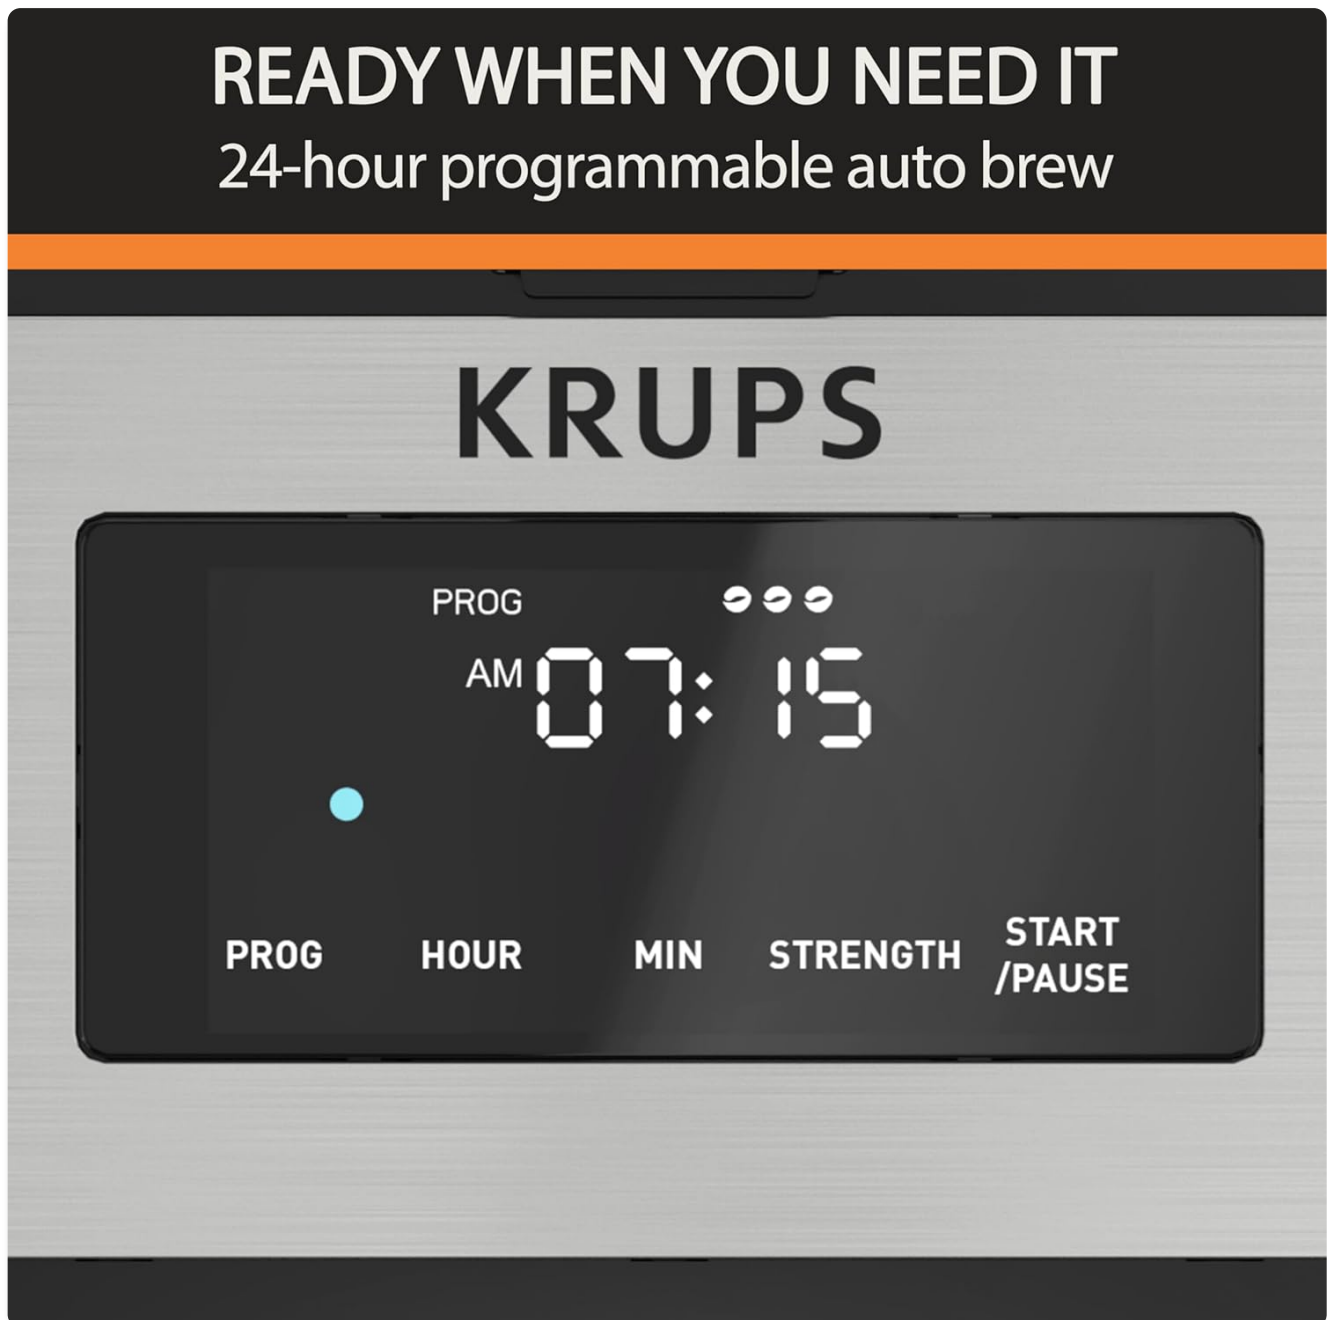 READY WHEN YOU NEED IT
24-hour programmable auto brew
KRUPS
PROG
AM 07:15
PROG HOUR MIN STRENGTH START
/PAUSE